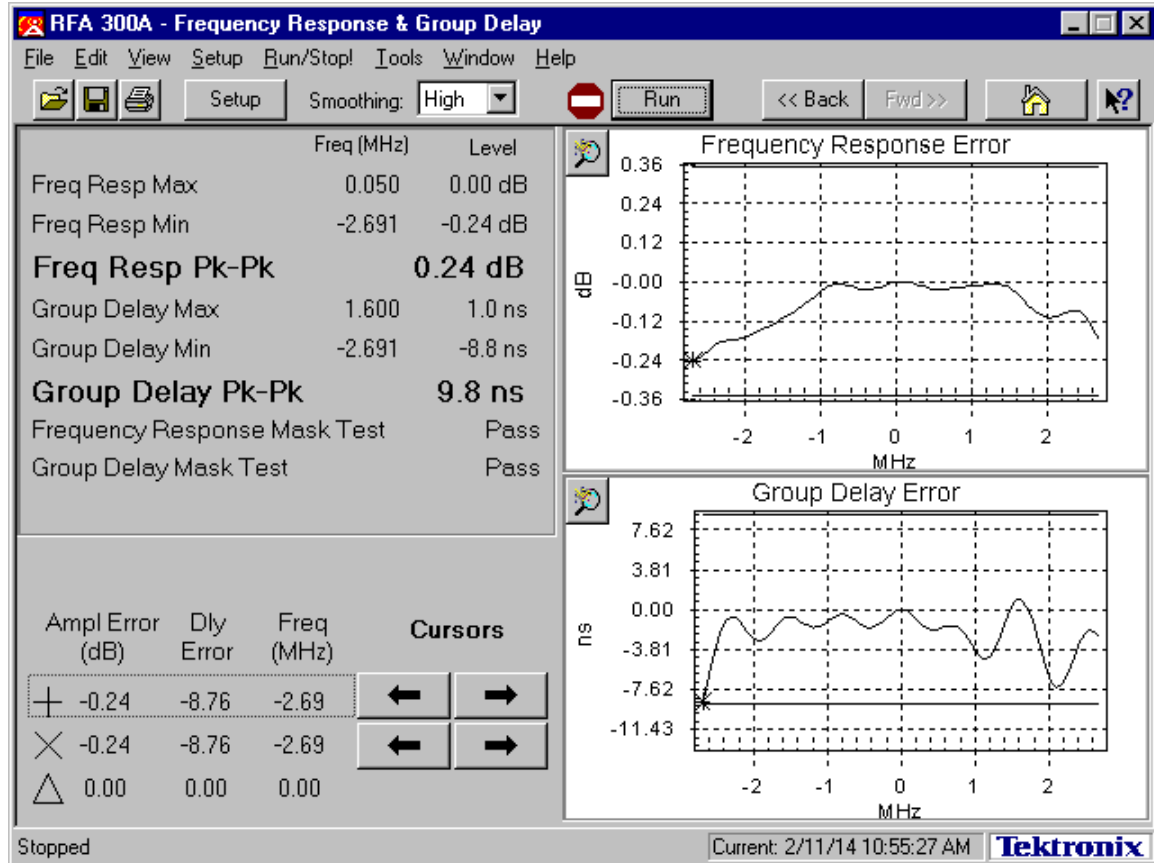 RFA 300A - Frequency Response & Group Delay
File Edit View Setup Run/Stop! Tools Window Help
Setup Smoothing: High Run << Back Fwd >>
Freq (MHz) Level
Freq Resp Max 0.050 0.00 dB
Freq Resp Min -2.691 -0.24 dB
Freq Resp Pk-Pk 0.24 dB
Group Delay Max 1.600 1.0 ns
Group Delay Min -2.691 -8.8 ns
Group Delay Pk-Pk 9.8 ns
Frequency Response Mask Test Pass
Group Delay Mask Test Pass
Ampl Error (dB) Dly Error Freq (MHz) Cursors
-0.24 -8.76 -2.69
-0.24 -8.76 -2.69
0.00 0.00 0.00
Frequency Response Error
0.36
0.24
0.12
-0.00
-0.12
-0.24
-0.36
dB
-2 -1 0 1 2
MHz
Group Delay Error
7.62
3.81
0.00
-3.81
-7.62
-11.43
ns
-2 -1 0 1 2
MHz
Stopped
Current: 2/11/14 10:55:27 AM
Tektronix